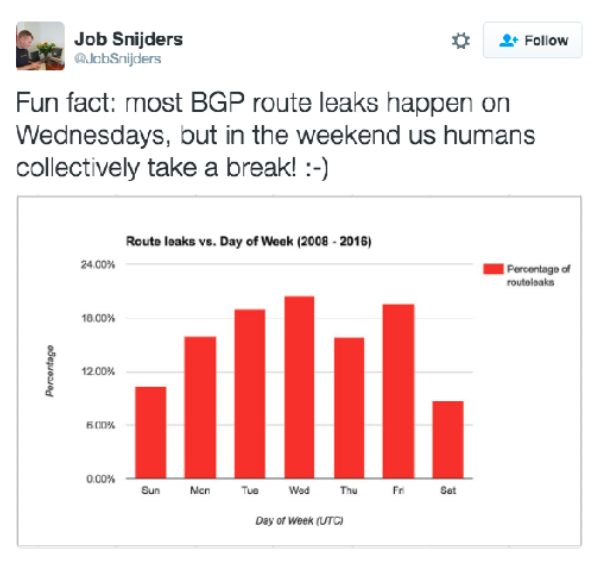 Job Snijders
@JobSnijders
Follow
Fun fact: most BGP route leaks happen on
Wednesdays, but in the weekend us humans
collectively take a break! :-)
Route leaks vs. Day of Week (2008 - 2016)
24.00%
18.00%
12.00%
6.00%
0.00%
Percentage
Sun Mon Tue Wed Thu Fri Sat
Day of Week (UTC)
Percentage of
routeleaks